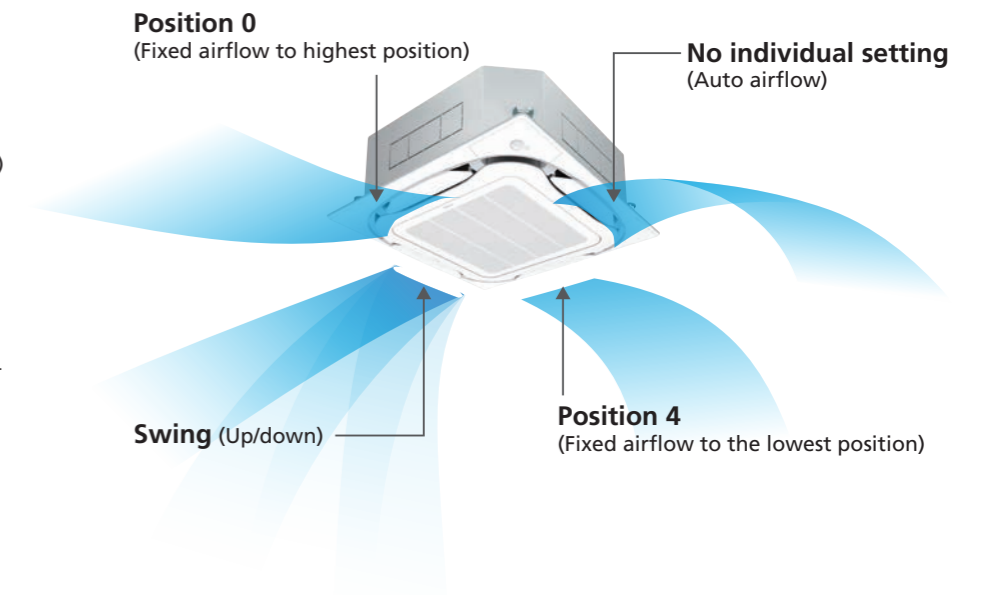 Position 0
(Fixed airflow to highest position)
No individual setting
(Auto airflow)
)
Swing (Up/down)
Position 4
(Fixed airflow to the lowest position)